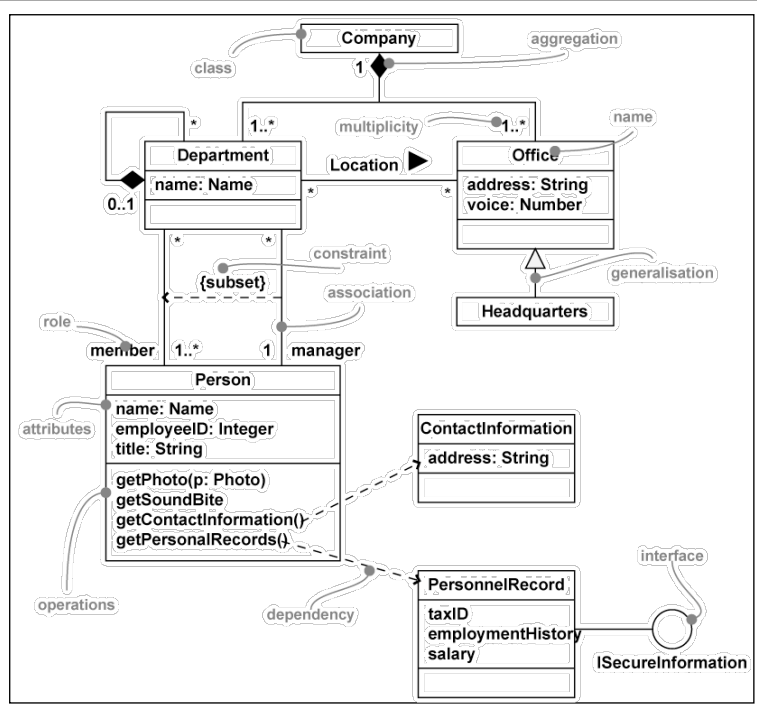 Company
aggregation
class
1
1..*
multiplicity
1..*
name
*
Department
Location
Office
name: Name
address: String
voice: Number
0..1
*
*
*
*
constraint
{subset}
generalisation
association
Headquarters
role
member
1..*
1
manager
Person
name: Name
employeeID: Integer
title: String
attributes
ContactInformation
address: String
getPhoto(p: Photo)
getSoundBite
getContactInformation()
getPersonalRecords()
operations
dependency
interface
PersonnelRecord
taxID
employmentHistory
salary
ISecureInformation